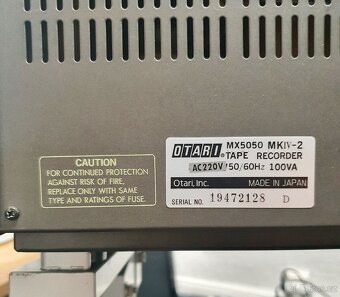 OTARI MX5050 MKIV-2
TAPE RECORDER
AC220V/50/60Hz 100VA
Otari, Inc. MADE IN JAPAN
SERIAL NO. 19472128 D
CAUTION
FOR CONTINUED PROTECTION
AGAINST RISK OF FIRE,
REPLACE ONLY WITH SAME
TYPE AND RATINGS OF FUSE.